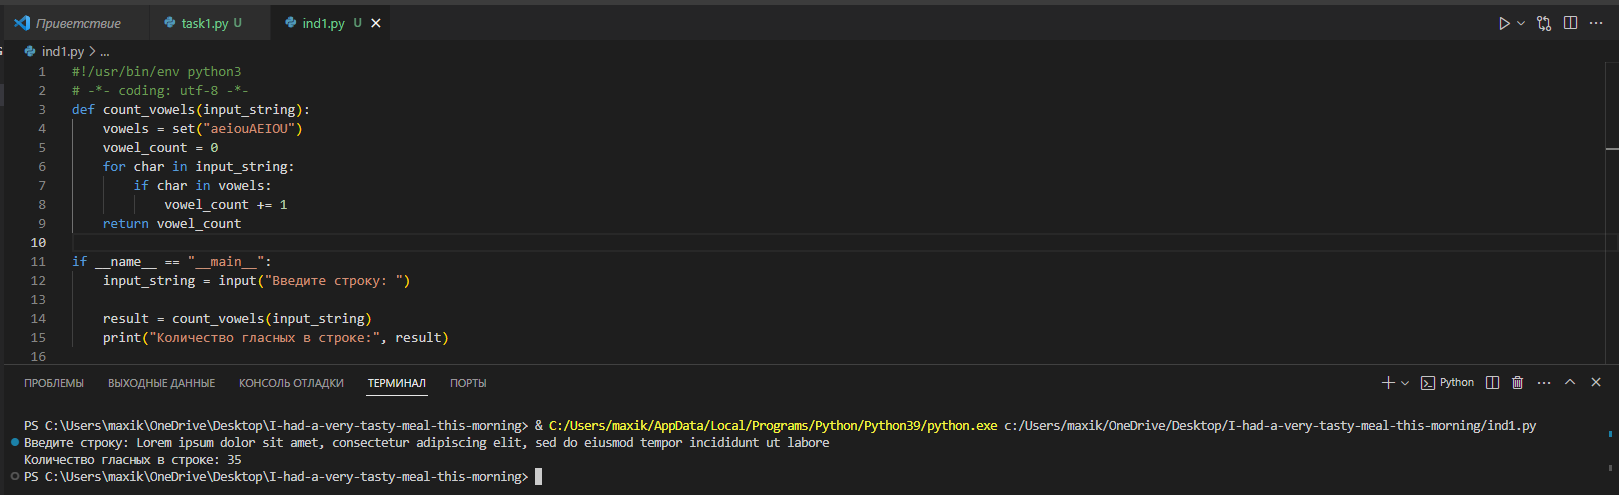 Приветствие task1.py U ind1.py U
ind1.py > ...
1 #!/usr/bin/env python3
2 # -*- coding: utf-8 -*-
3 def count_vowels(input_string):
4 vowels = set("aeiouAEIOU")
5 vowel_count = 0
6 for char in input_string:
7 if char in vowels:
8 vowel_count += 1
9 return vowel_count
10
11 if __name__ == "__main__":
12 input_string = input("Введите строку: ")
13
14 result = count_vowels(input_string)
15 print("Количество гласных в строке:", result)
16
ПРОБЛЕМЫ ВЫХОДНЫЕ ДАННЫЕ КОНСОЛЬ ОТЛАДКИ ТЕРМИНАЛ ПОРТЫ Python
PS C:\Users\maxik\OneDrive\Desktop\I-had-a-very-tasty-meal-this-morning> & C:/Users/maxik/AppData/Local/Programs/Python/Python39/python.exe c:/Users/maxik/OneDrive/Desktop/I-had-a-very-tasty-meal-this-morning/ind1.py
Введите строку: Lorem ipsum dolor sit amet, consectetur adipiscing elit, sed do eiusmod tempor incididunt ut labore
Количество гласных в строке: 35
PS C:\Users\maxik\OneDrive\Desktop\I-had-a-very-tasty-meal-this-morning>